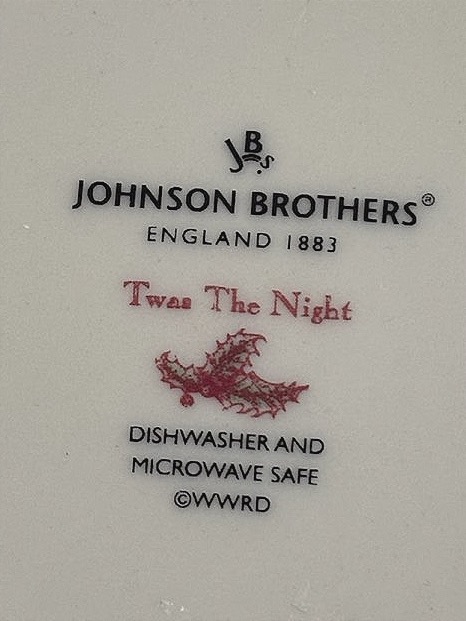 JBs
JOHNSON BROTHERS®
ENGLAND 1883
Twas The Night
DISHWASHER AND
MICROWAVE SAFE
©WWRD